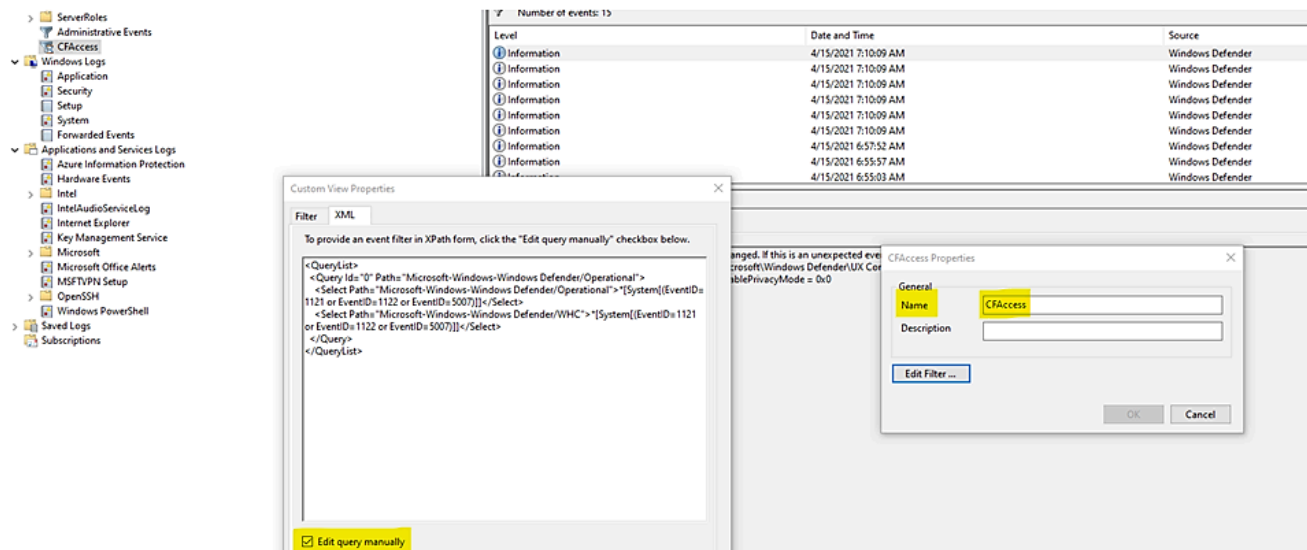 ServerRoles
Administrative Events
CFAccess
Windows Logs
Application
Security
Setup
System
Forwarded Events
Applications and Services Logs
Azure Information Protection
Hardware Events
Intel
IntelAudioServiceLog
Internet Explorer
Key Management Service
Microsoft
Microsoft Office Alerts
MSFTVPN Setup
OpenSSH
Windows PowerShell
Saved Logs
Subscriptions
Number of events: 15
Level Date and Time Source
Information 4/15/2021 7:10:09 AM Windows Defender
Information 4/15/2021 7:10:09 AM Windows Defender
Information 4/15/2021 7:10:09 AM Windows Defender
Information 4/15/2021 7:10:09 AM Windows Defender
Information 4/15/2021 7:10:09 AM Windows Defender
Information 4/15/2021 7:10:09 AM Windows Defender
Information 4/15/2021 6:57:52 AM Windows Defender
Information 4/15/2021 6:55:57 AM Windows Defender
4/15/2021 6:55:03 AM Windows Defender
Custom View Properties
Filter XML
To provide an event filter in XPath form, click the "Edit query manually" checkbox below.
<QueryList>
<Query Id="0" Path="Microsoft-Windows-Windows Defender/Operational">
<Select Path="Microsoft-Windows-Windows Defender/Operational">*[System[(EventID=
1121 or EventID=1122 or EventID=5007)]]</Select>
<Select Path="Microsoft-Windows-Windows Defender/WHC">*[System[(EventID=1121
or EventID=1122 or EventID=5007)]]</Select>
</Query>
</QueryList>
Edit query manually
anged. If this is an unexpected eve
crosoft\Windows Defender\UX Con
ablePrivacyMode = 0x0
CFAccess Properties
General
Name CFAccess
Description
Edit Filter ...
OK Cancel